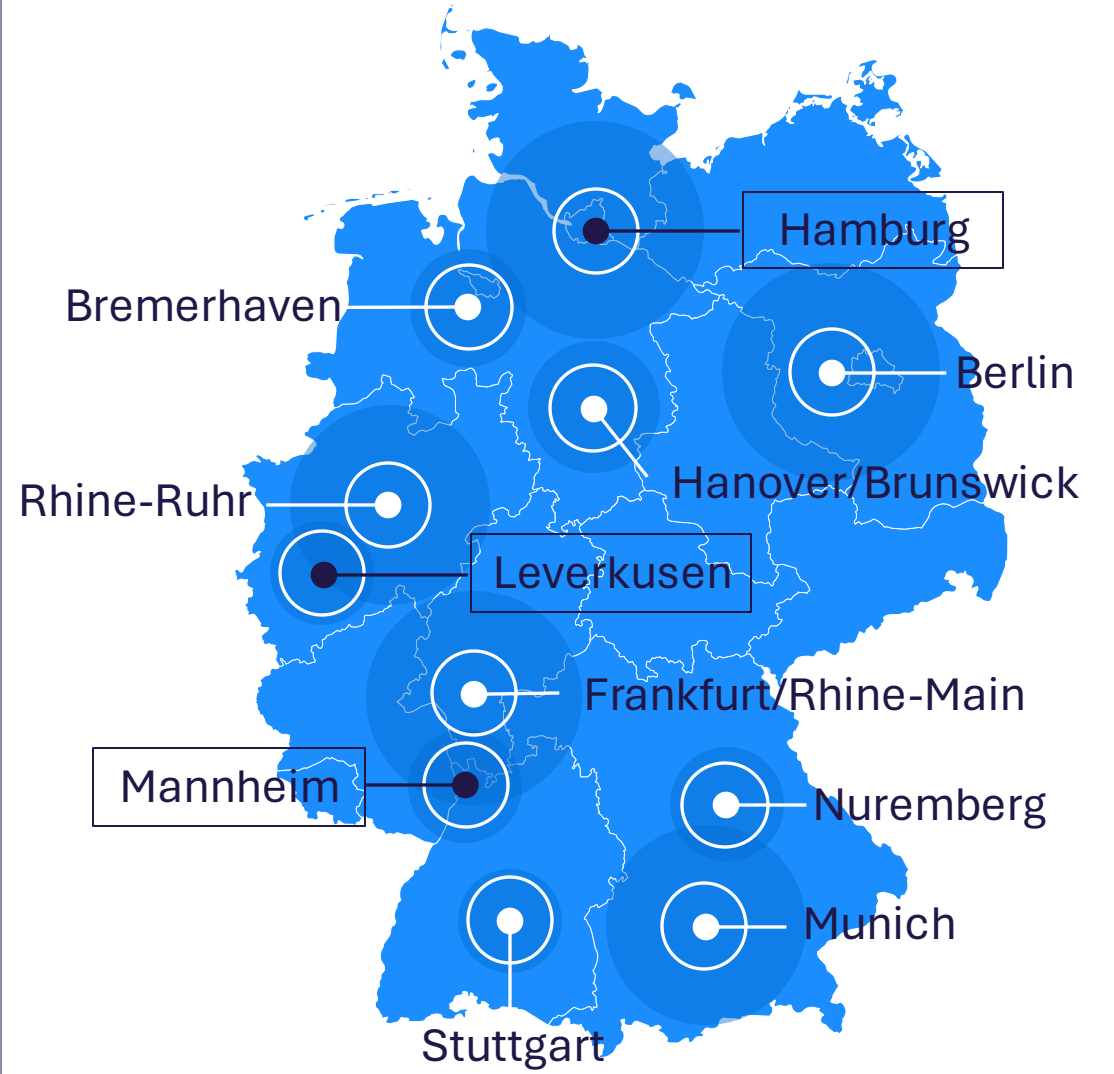 Hamburg
Bremerhaven
Berlin
Hanover/Brunswick
Rhine-Ruhr
Leverkusen
Frankfurt/Rhine-Main
Mannheim
Nuremberg
Munich
Stuttgart